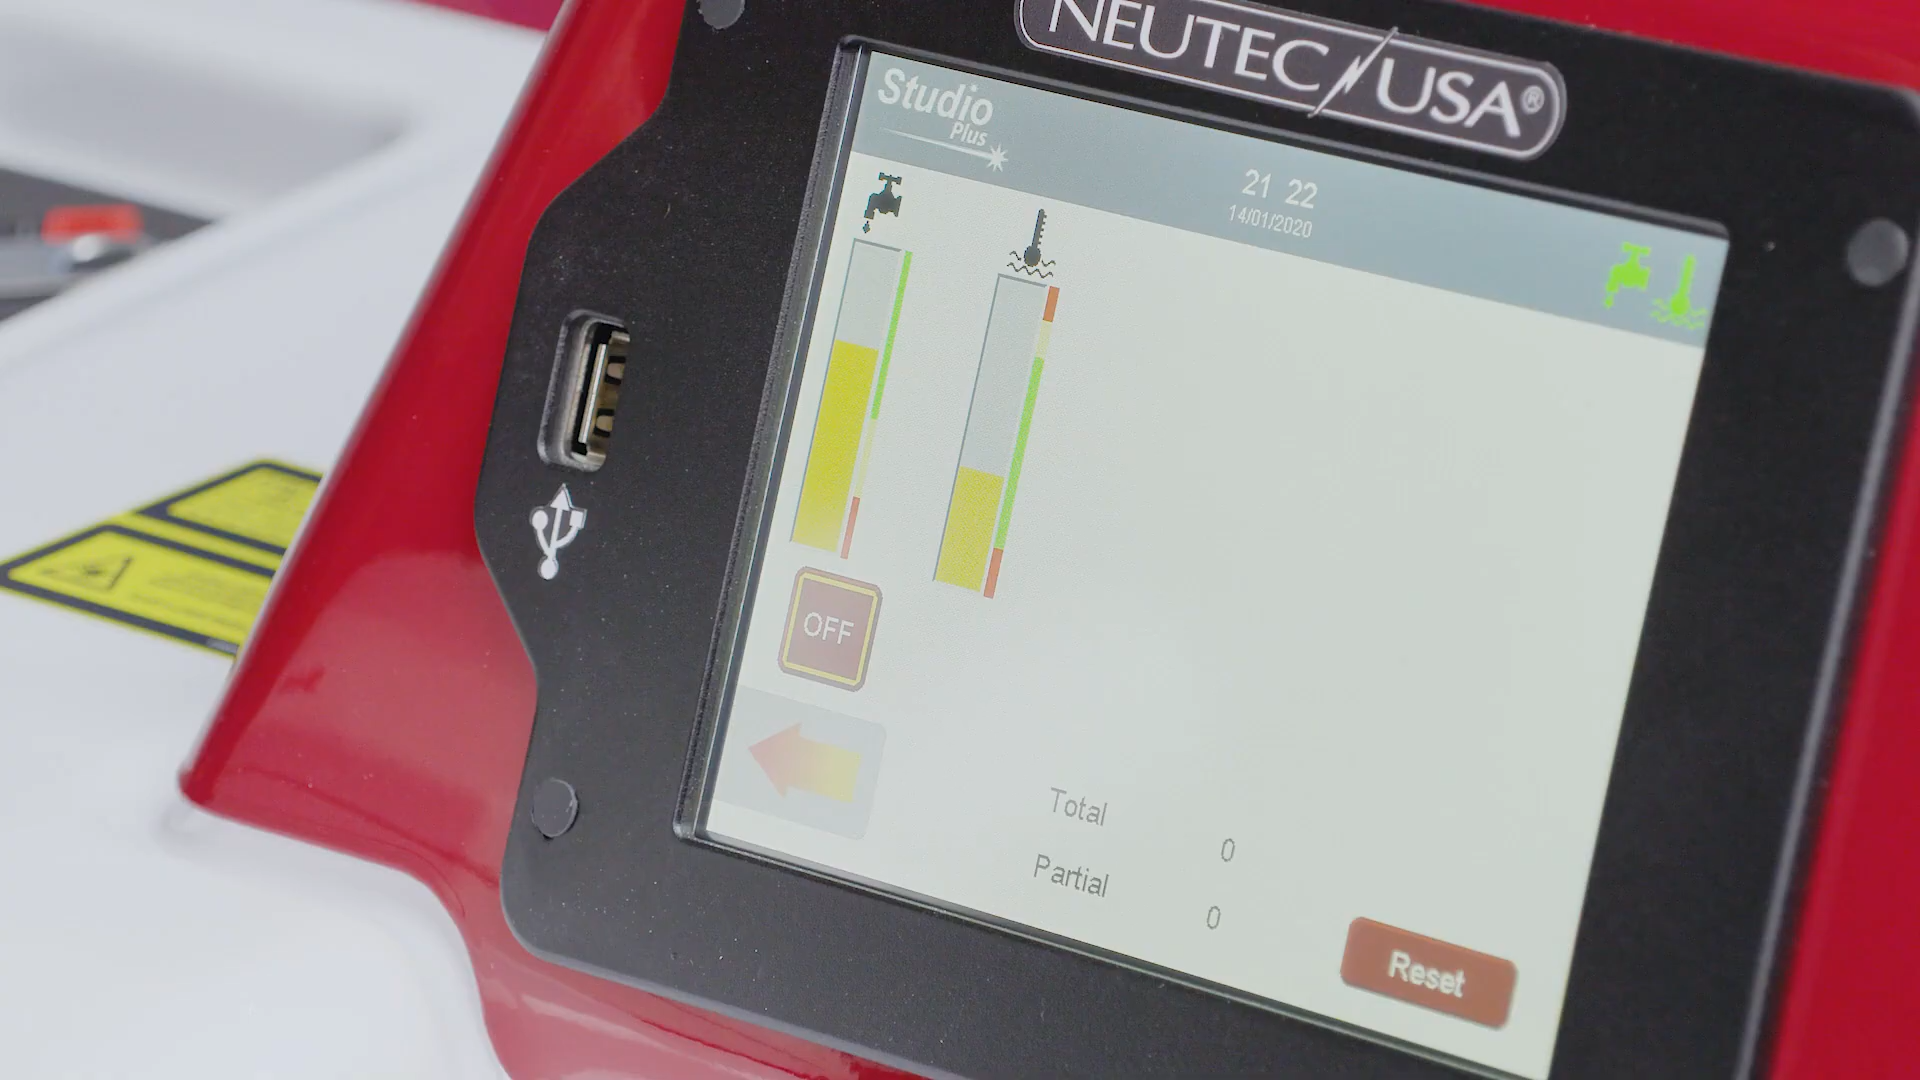 NEUTEC USA®
Studio
Plus
21 22
14/01/2020
OFF
Total
0
Partial
0
Reset